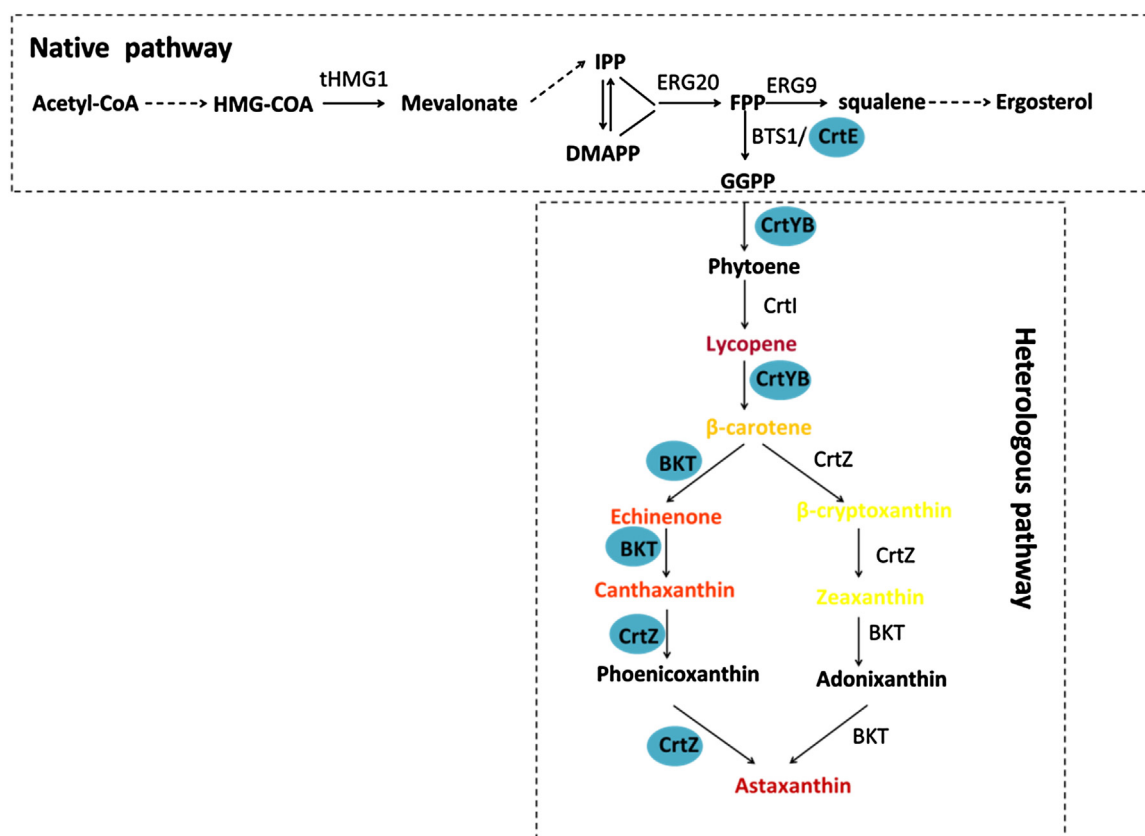 Native pathway
Acetyl-CoA
HMG-COA
tHMG1
Mevalonate
IPP
DMAPP
ERG20
FPP
ERG9
squalene
Ergosterol
BTS1/
CrtE
GGPP
CrtYB
Phytoene
CrtI
Lycopene
CrtYB
β-carotene
BKT
CrtZ
Echinenone
β-cryptoxanthin
BKT
CrtZ
Canthaxanthin
Zeaxanthin
CrtZ
BKT
Phoenicoxanthin
Adonixanthin
CrtZ
BKT
Astaxanthin
Heterologous pathway